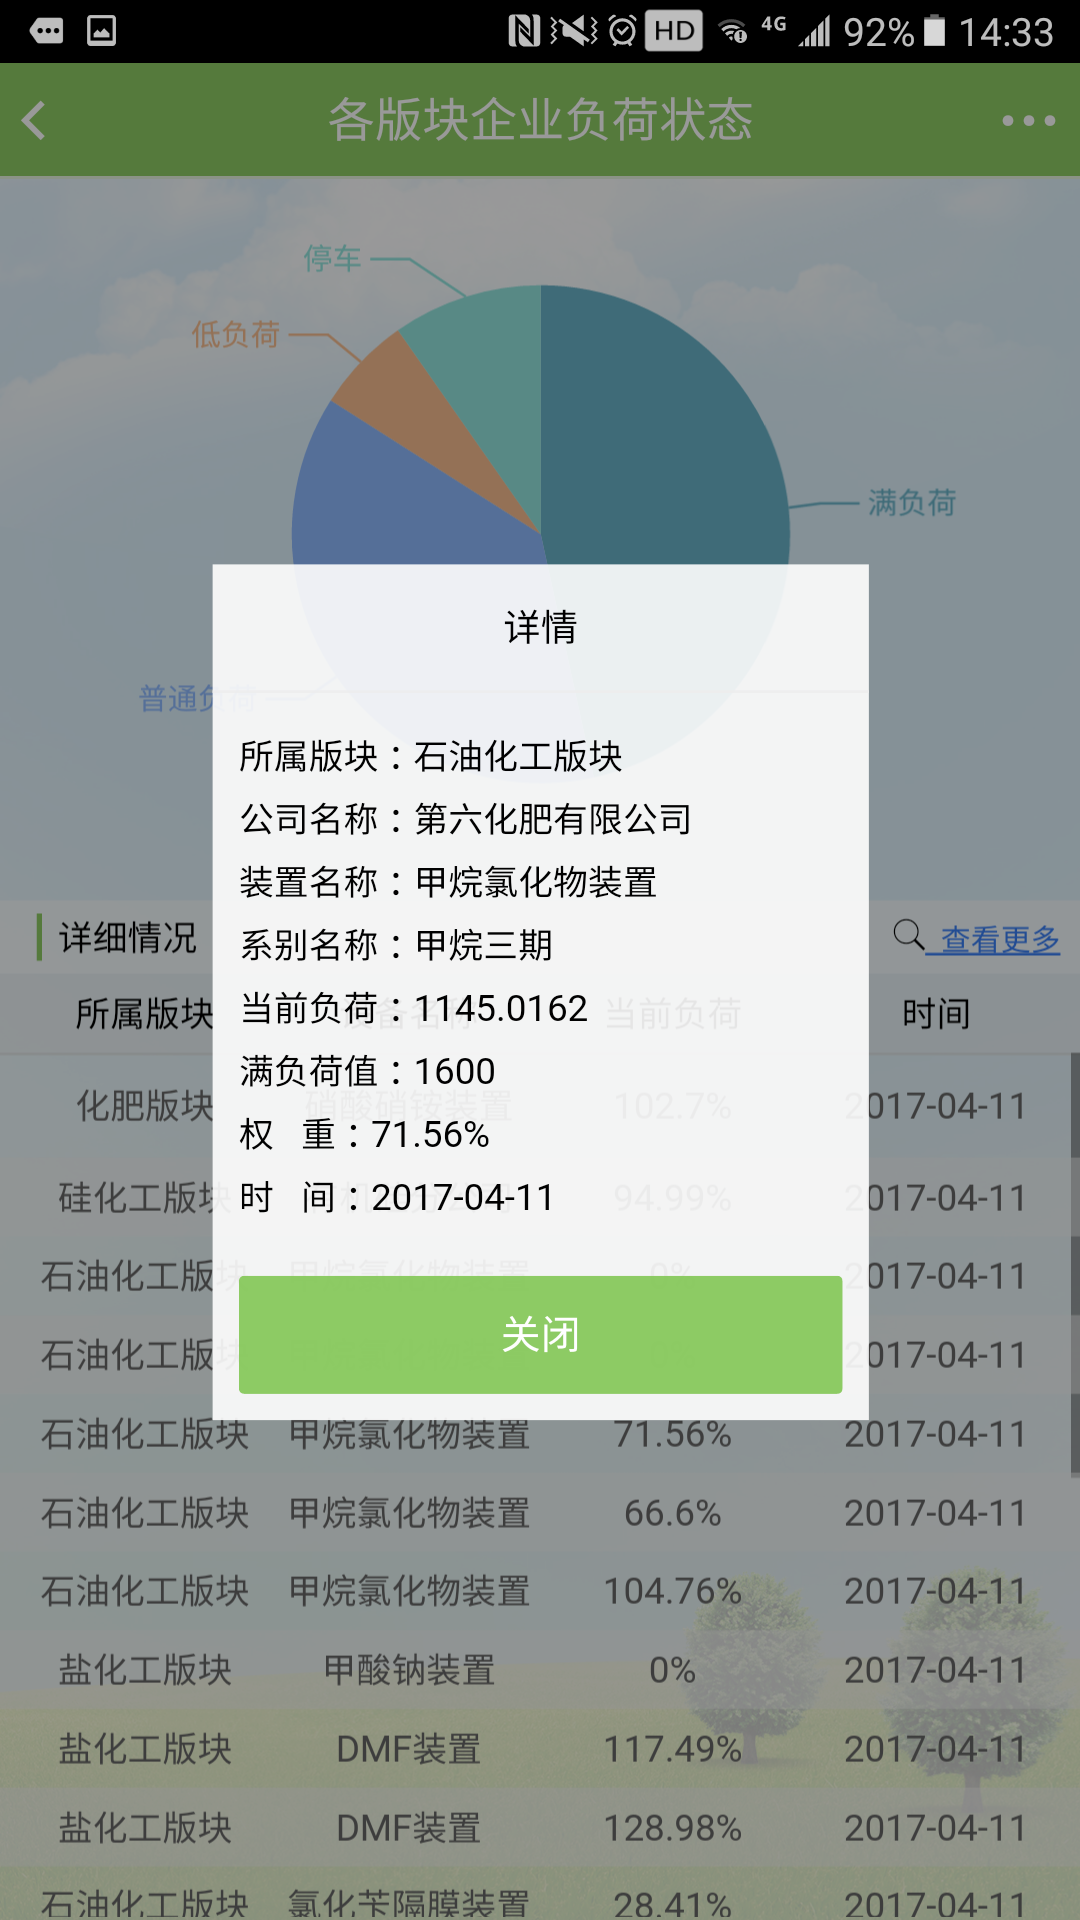 HD 4G 92% 14:33
各版块企业负荷状态
停车
低负荷
满负荷
普通负荷
详情
所属版块：石油化工版块
公司名称：第六化肥有限公司
装置名称：甲烷氯化物装置
系别名称：甲烷三期
当前负荷：1145.0162
满负荷值：1600
权 重：71.56%
时 间：2017-04-11
关闭
详细情况 查看更多
所属版块 设备名称 当前负荷 时间
化肥版块 硝酸硝铵装置 102.7% 2017-04-11
硅化工版块 94.99% 2017-04-11
石油化工版块 甲烷氯化物装置 0% 2017-04-11
石油化工版块 2017-04-11
石油化工版块 甲烷氯化物装置 71.56% 2017-04-11
石油化工版块 甲烷氯化物装置 66.6% 2017-04-11
石油化工版块 甲烷氯化物装置 104.76% 2017-04-11
盐化工版块 甲酸钠装置 0% 2017-04-11
盐化工版块 DMF装置 117.49% 2017-04-11
盐化工版块 DMF装置 128.98% 2017-04-11
石油化工版块 氯化苄隔膜装置 28.41% 2017-04-11